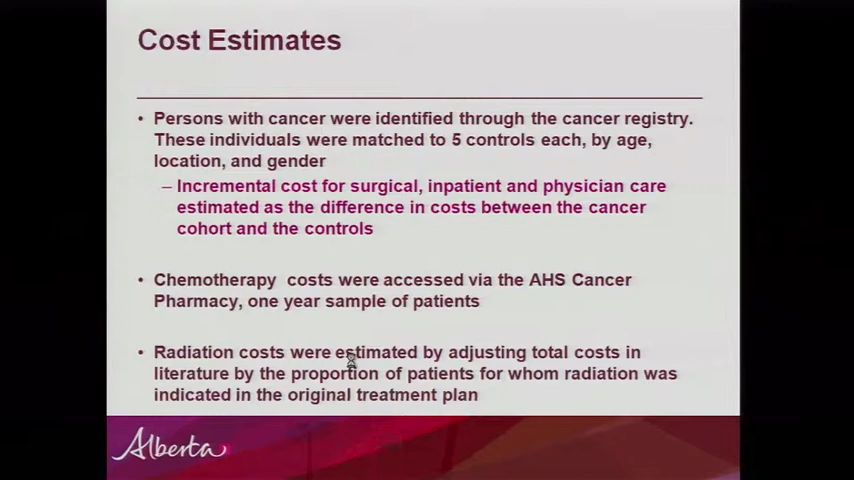 Cost Estimates
• Persons with cancer were identified through the cancer registry.
These individuals were matched to 5 controls each, by age,
location, and gender
– Incremental cost for surgical, inpatient and physician care
estimated as the difference in costs between the cancer
cohort and the controls
• Chemotherapy costs were accessed via the AHS Cancer
Pharmacy, one year sample of patients
• Radiation costs were estimated by adjusting total costs in
literature by the proportion of patients for whom radiation was
indicated in the original treatment plan
Alberta